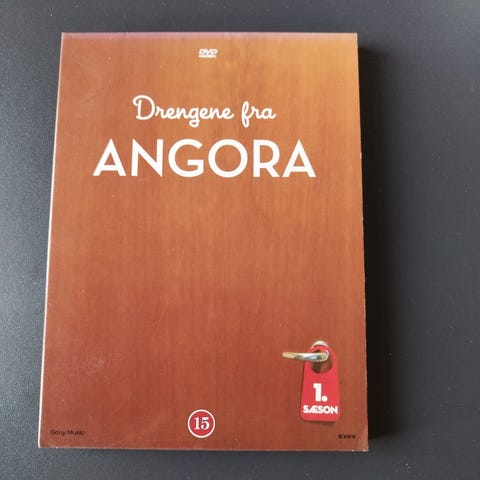 DVD
Drengene fra
ANGORA
1.
SÆSON
15
Sony Music